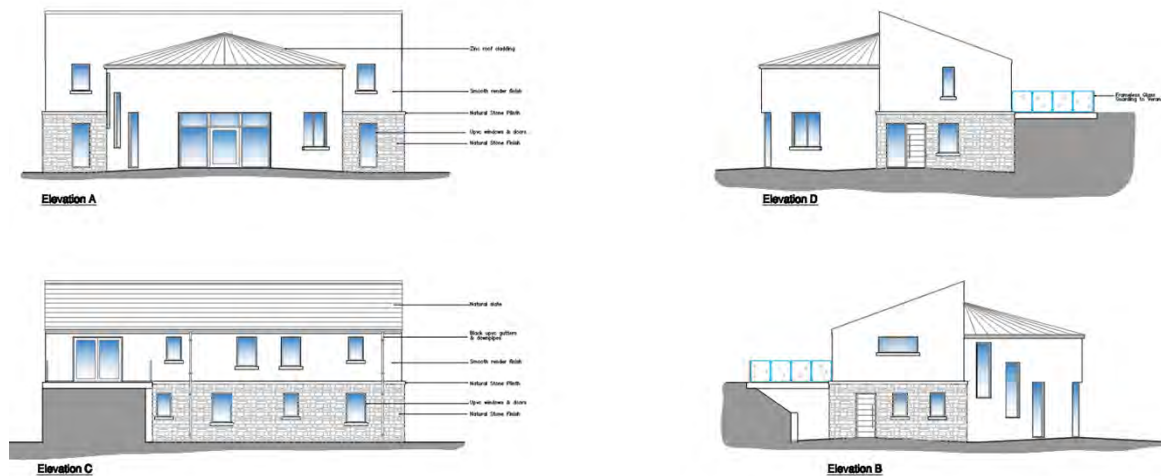 Zinc roof cladding
Smooth render finish
Natural Stone Plinth
Upvc windows & doors
Natural Stone Finish
Elevation A
Frameless Glass
Guarding to
Elevation D
Natural slate
Black upvc gutters
& downpipes
Smooth render finish
Natural Stone Plinth
Upvc windows & doors
Natural Stone Finish
Elevation C
Elevation B